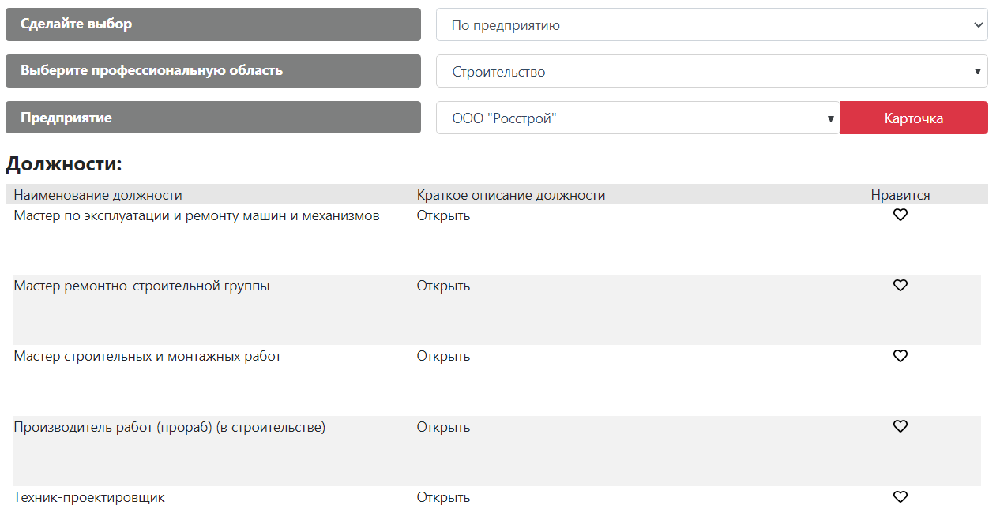 Сделайте выбор По предприятию
Выберите профессиональную область Строительство
Предприятие ООО "Росстрой" Карточка
Должности:
Наименование должности Краткое описание должности Нравится
Мастер по эксплуатации и ремонту машин и механизмов Открыть
Мастер ремонтно-строительной группы Открыть
Мастер строительных и монтажных работ Открыть
Производитель работ (прораб) (в строительстве) Открыть
Техник-проектировщик Открыть